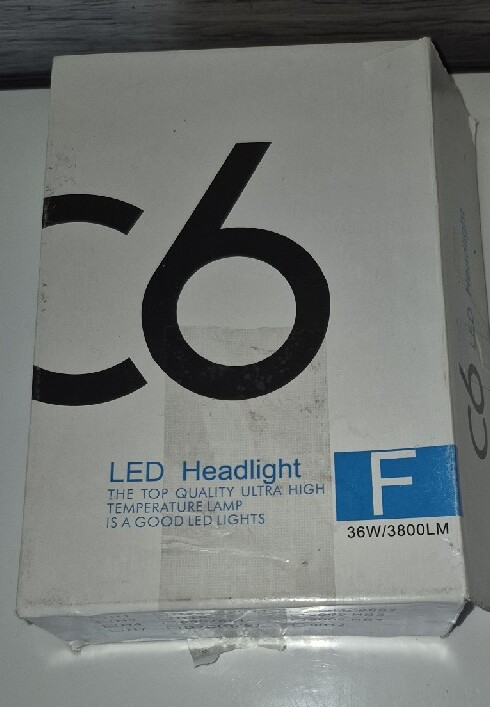 C6
LED Headlight
THE TOP QUALITY ULTRA HIGH
TEMPERATURE LAMP
IS A GOOD LED LIGHTS
F
36W/3800LM
C6 LED Headlight